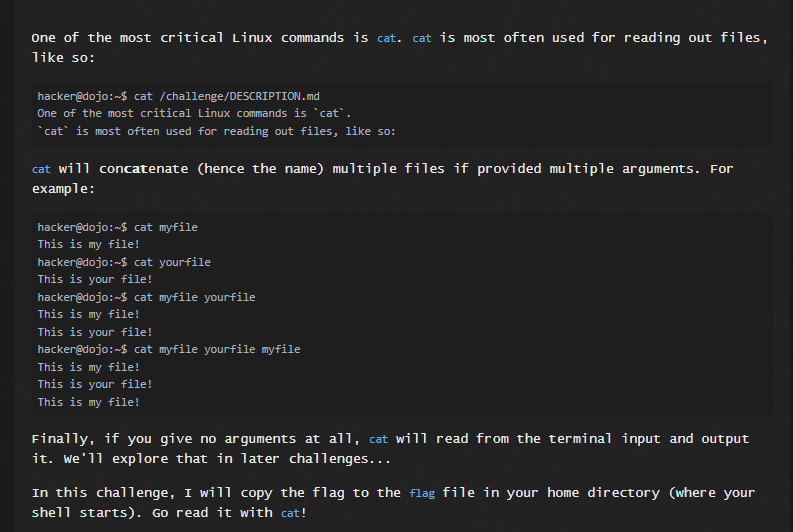 One of the most critical Linux commands is cat. cat is most often used for reading out files,
like so:
hacker@dojo:~$ cat /challenge/DESCRIPTION.md
One of the most critical Linux commands is `cat`.
`cat` is most often used for reading out files, like so:
cat will concatenate (hence the name) multiple files if provided multiple arguments. For
example:
hacker@dojo:~$ cat myfile
This is my file!
hacker@dojo:~$ cat yourfile
This is your file!
hacker@dojo:~$ cat myfile yourfile
This is my file!
This is your file!
hacker@dojo:~$ cat myfile yourfile myfile
This is my file!
This is your file!
This is my file!
Finally, if you give no arguments at all, cat will read from the terminal input and output
it. We'll explore that in later challenges...
In this challenge, I will copy the flag to the flag file in your home directory (where your
shell starts). Go read it with cat!